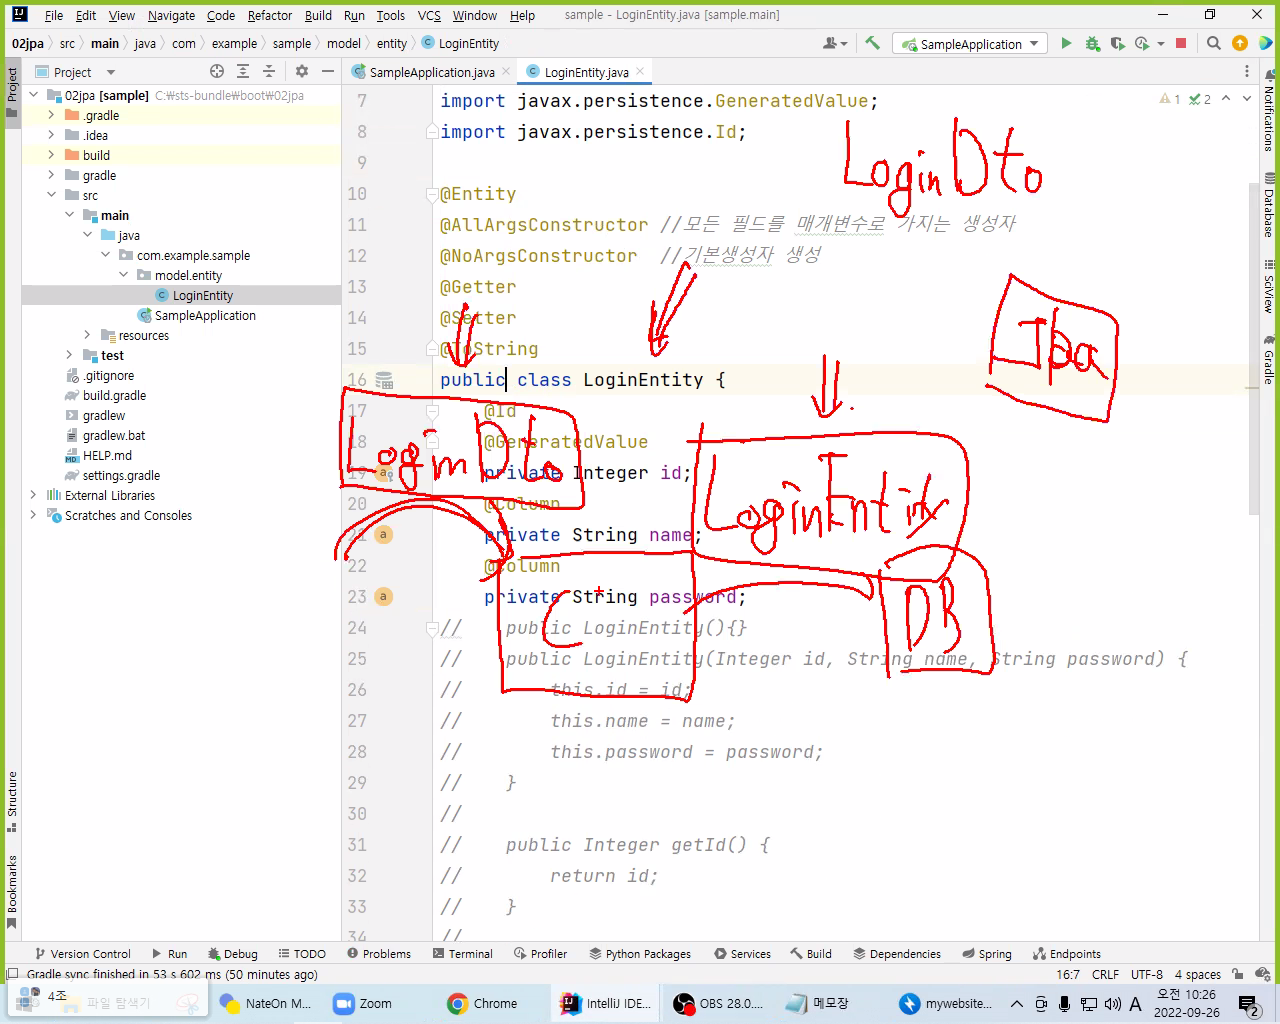 File Edit View Navigate Code Refactor Build Run Tools VCS Window Help sample - LoginEntity.java [sample.main]
02jpa src main java com example sample model entity LoginEntity SampleApplication
Project SampleApplication.java LoginEntity.java
02jpa [sample] C:₩sts-bundle₩boot₩02jpa
.gradle
.idea
build
gradle
src
main
java
com.example.sample
model.entity
LoginEntity
SampleApplication
resources
test
.gitignore
build.gradle
gradlew
gradlew.bat
HELP.md
settings.gradle
External Libraries
Scratches and Consoles
Project
Structure
Bookmarks
1 2
7 import javax.persistence.GeneratedValue;
8 import javax.persistence.Id;
9
10 @Entity
11 @AllArgsConstructor //모든 필드를 매개변수로 가지는 생성자
12 @NoArgsConstructor //기본생성자 생성
13 @Getter
14 @Setter
15 @ToString
16 public class LoginEntity {
17 @Id
18 @GeneratedValue
19 private Integer id;
20 @Column
21 private String name;
22 @Column
23 private String password;
24 // public LoginEntity(){}
25 // public LoginEntity(Integer id, String name, String password) {
26 // this.id = id;
27 // this.name = name;
28 // this.password = password;
29 // }
30 //
31 // public Integer getId() {
32 // return id;
33 // }
34 //
LoginDto
Jpa
LoginDto
LoginEntity
C
DB
Notifications
Database
SciView
Gradle
Version Control Run Debug TODO Problems Terminal Profiler Python Packages Services Build Dependencies Spring Endpoints
Gradle sync finished in 53 s 602 ms (50 minutes ago) 16:7 CRLF UTF-8 4 spaces
4조 파일 탐색기 NateOn M... Zoom Chrome IntelliJ IDE... OBS 28.0.... 메모장 mywebsite... A 오전 10:26
2022-09-26 2